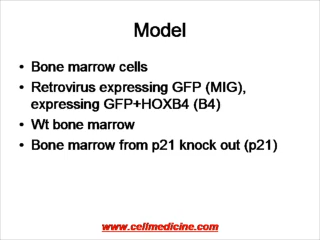 Model
• Bone marrow cells
• Retrovirus expressing GFP (MIG),
expressing GFP+HOXB4 (B4)
• Wt bone marrow
• Bone marrow from p21 knock out (p21)
www.cellmedicine.com